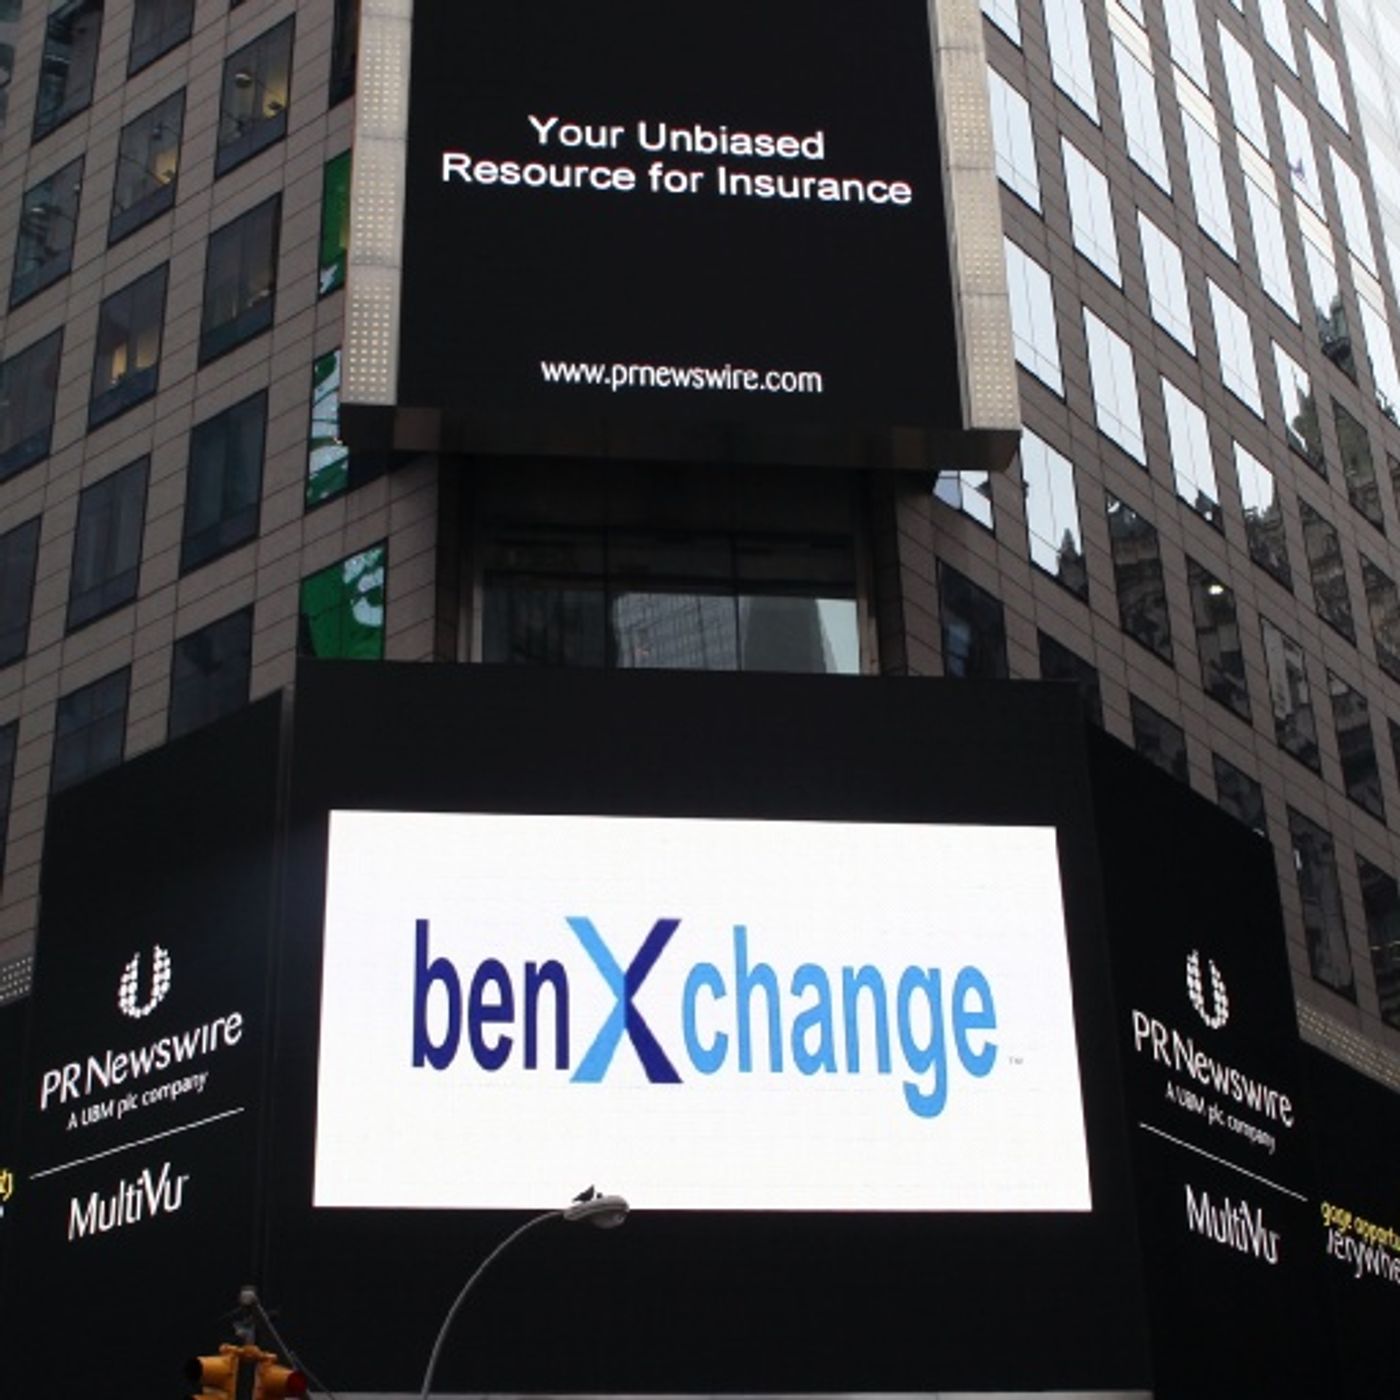 Your Unbiased
Resource for Insurance
www.prnewswire.com
benXchange™
PR Newswire
A UBM plc company
MultiVu
PR Newswire
A UBM plc company
MultiVu